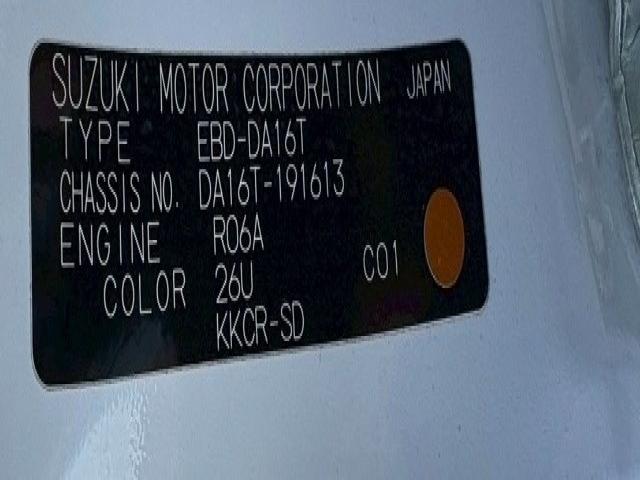 SUZUKI MOTOR CORPORATION JAPAN
TYPE EBD-DA16T
CHASSIS NO. DA16T-191613
ENGINE R06A
COLOR 26U C01
KKCR-SD